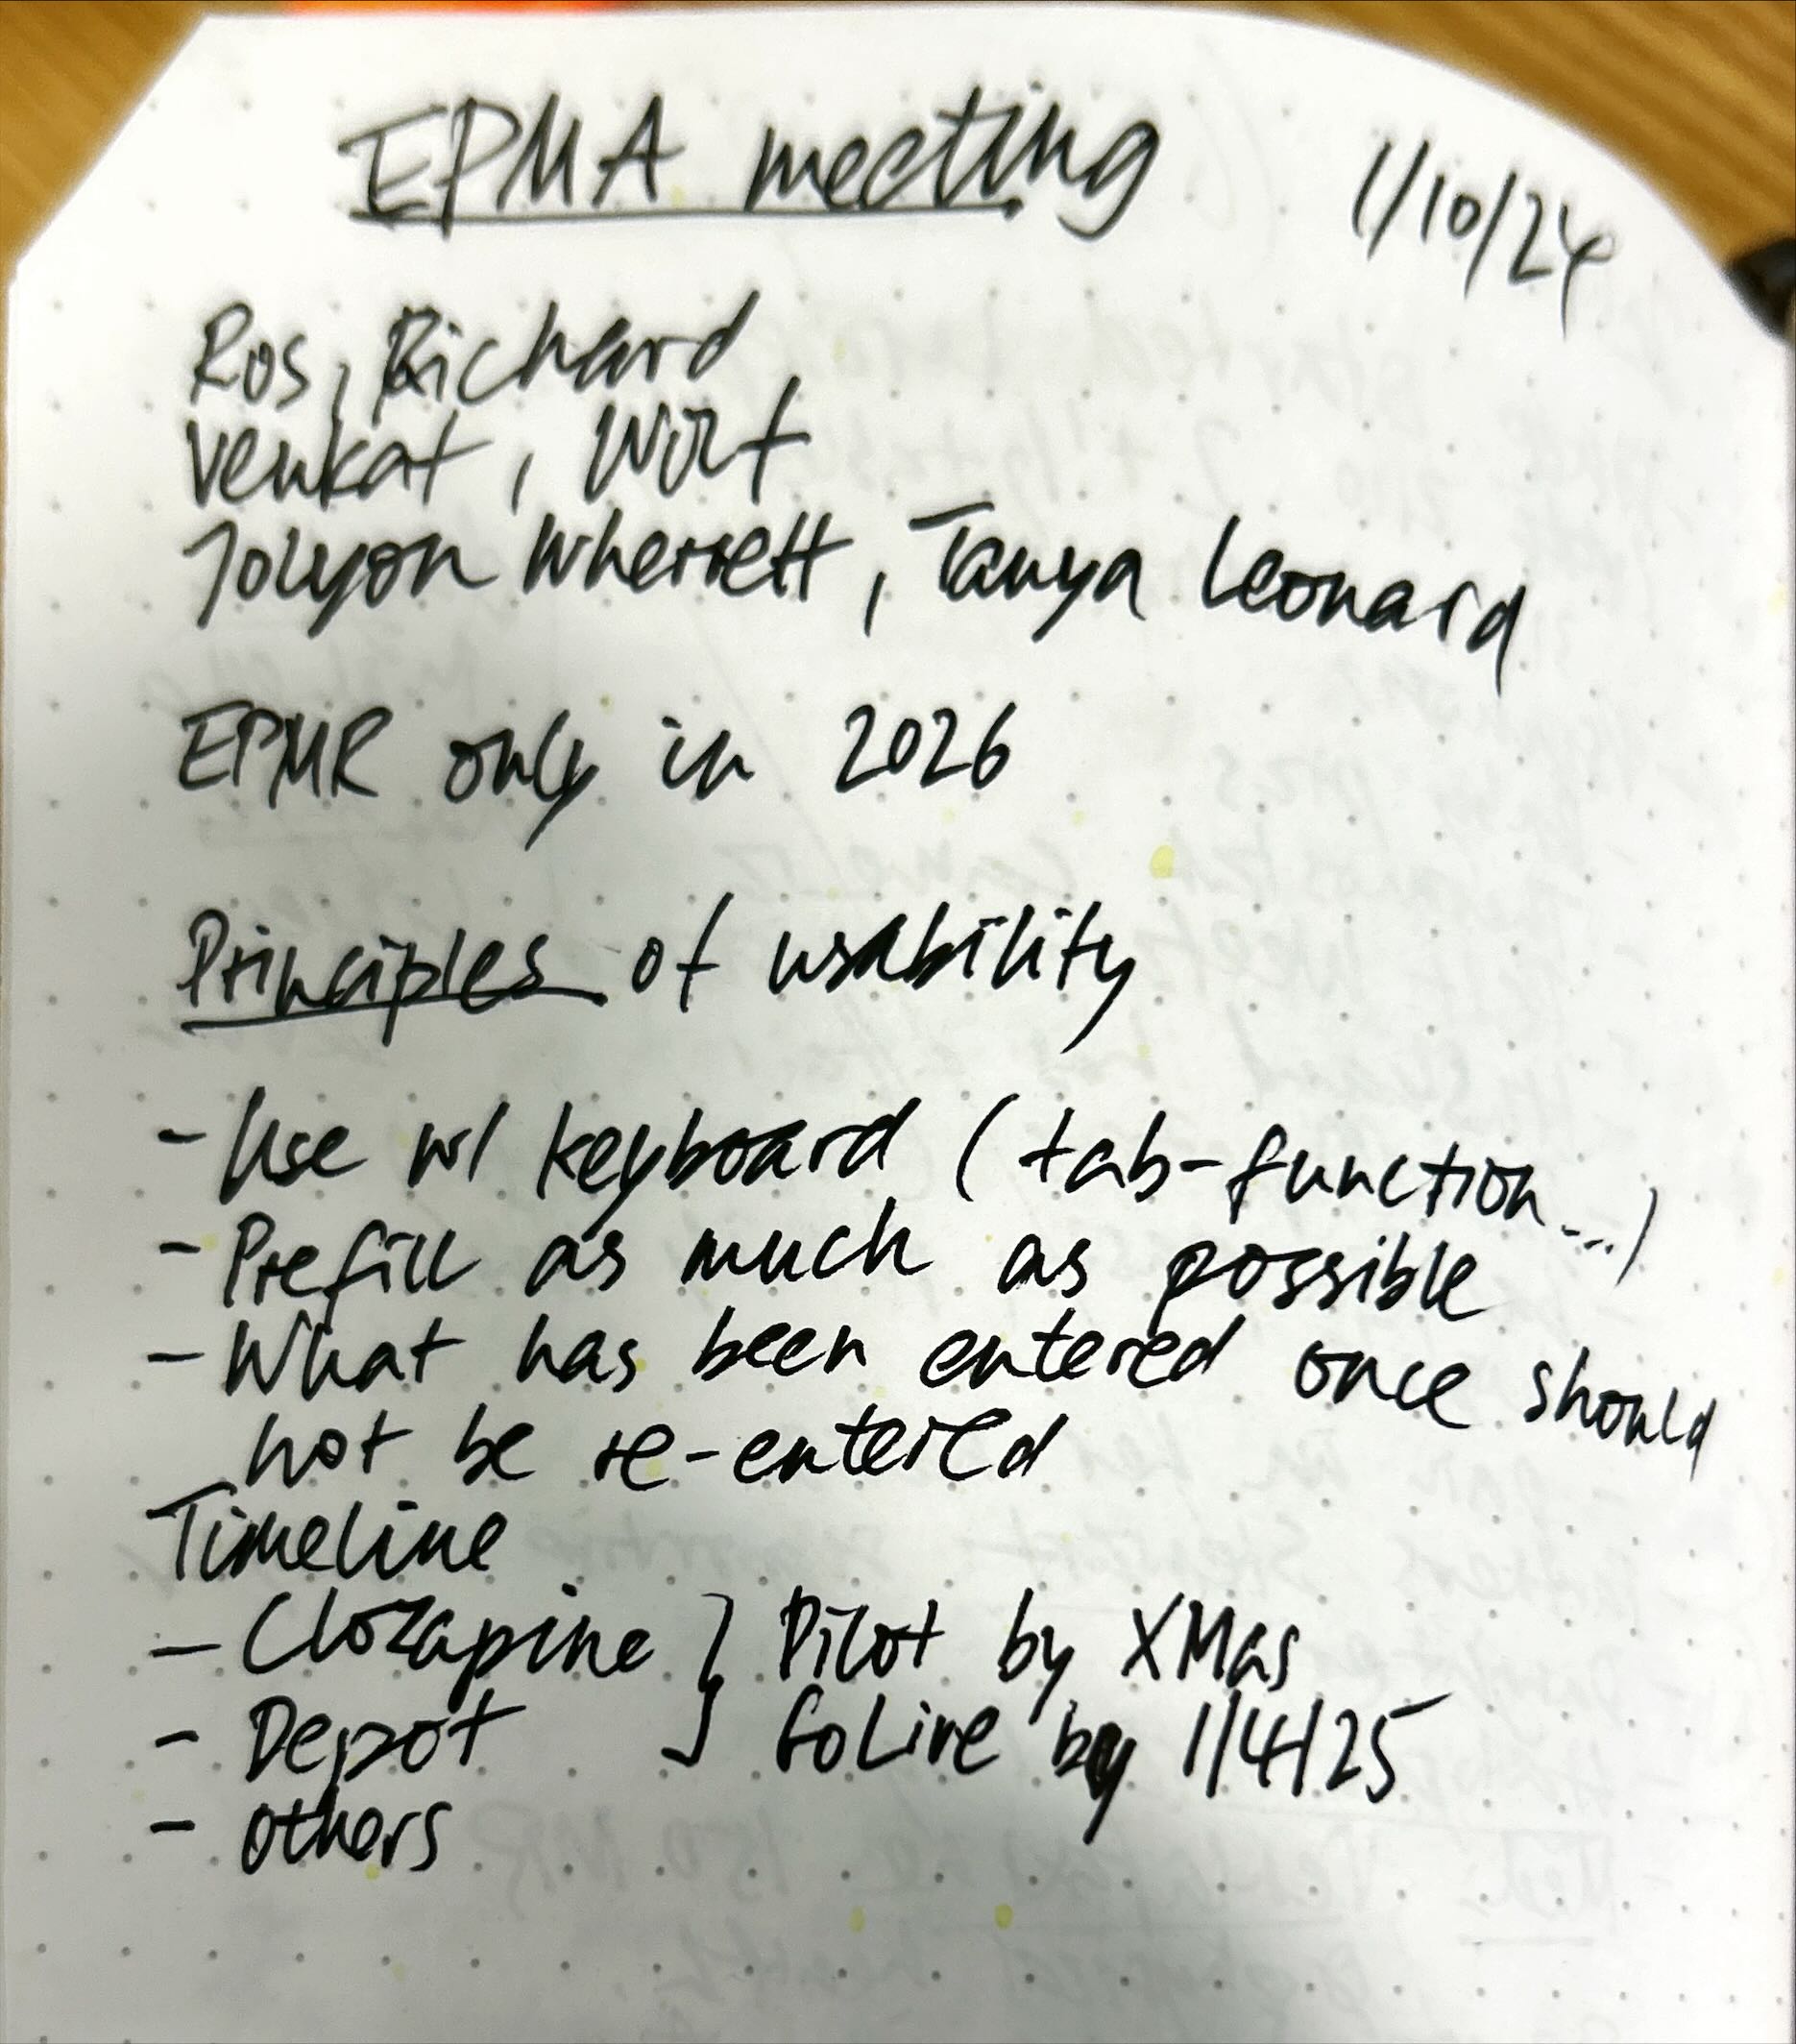 EPMA meeting 1/10/24
Ros, Richard
Venkat, Wolf
Jolyon Wherrett, Tanya Leonard
EPMR only in 2026
Principles of usability
- Use w/ keyboard (tab-function...)
- Prefill as much as possible
- What has been entered once should
not be re-entered
Timeline
- Clozapine } Pilot by XMas
- Depot } GoLive by 1/4/25
- others